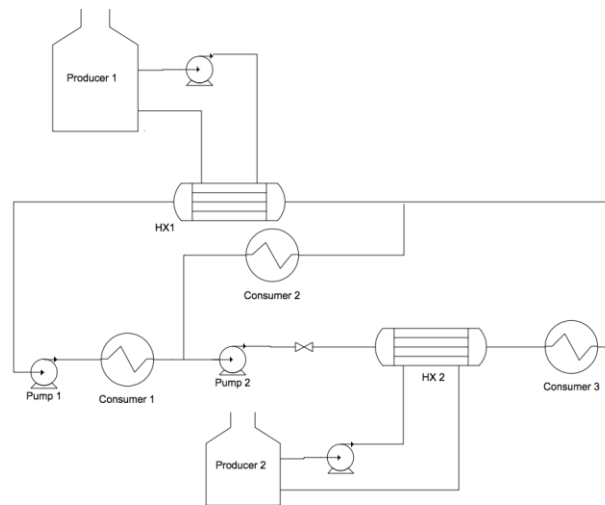 Producer 1
HX1
Consumer 2
Pump 1
Consumer 1
Pump 2
HX 2
Consumer 3
Producer 2